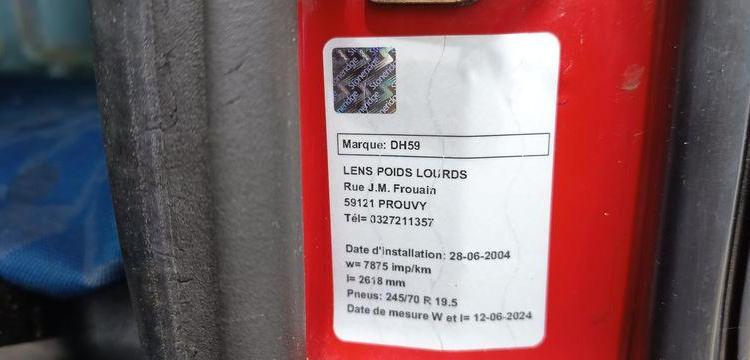 Stoneridge
Marque: DH59
LENS POIDS LOURDS
Rue J.M. Frouain
59121 PROUVY
Tél= 0327211357
Date d'installation: 28-06-2004
w= 7875 imp/km
l= 2618 mm
Pneus: 245/70 R 19.5
Date de mesure W et l= 12-06-2024